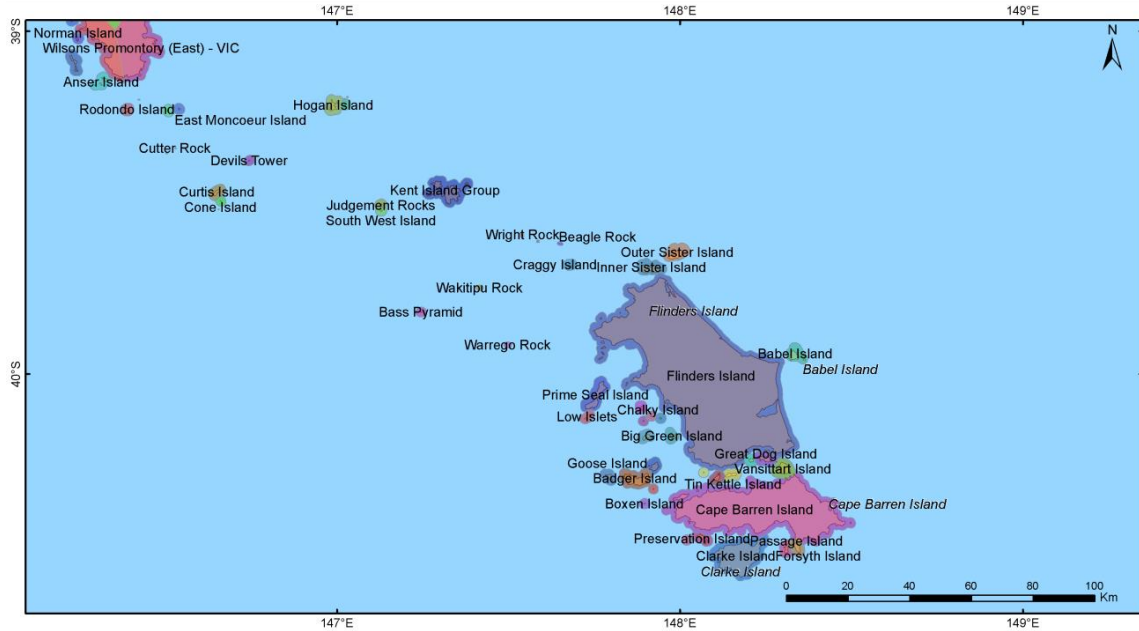 147°E
148°E
149°E
39°S
Norman Island
N
Wilsons Promontory (East) - VIC
Anser Island
Rodondo Island
Hogan Island
East Moncoeur Island
Cutter Rock
Devils Tower
Curtis Island
Kent Island Group
Cone Island
Judgement Rocks
South West Island
Wright Rock
Beagle Rock
Outer Sister Island
Craggy Island
Inner Sister Island
Wakitipu Rock
Bass Pyramid
Flinders Island
Warrego Rock
Babel Island
Babel Island
40°S
Flinders Island
Prime Seal Island
Low Islets
Chalky Island
Big Green Island
Great Dog Island
Goose Island
Vansittart Island
Badger Island
Tin Kettle Island
Boxen Island
Cape Barren Island
Cape Barren Island
Preservation Island
Passage Island
Clarke Island
Forsyth Island
Clarke Island
0 20 40 60 80 100
Km
147°E
148°E
149°E